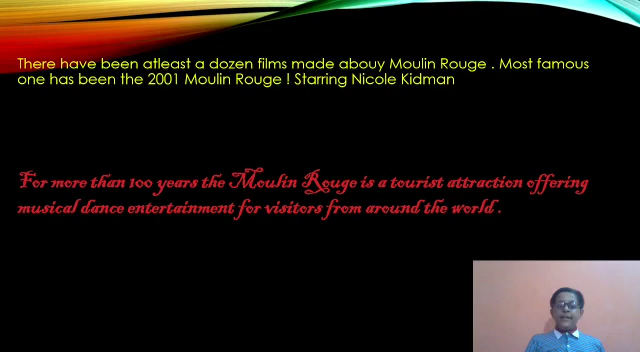 There have been atleast a dozen films made abouy Moulin Rouge . Most famous
one has been the 2001 Moulin Rouge ! Starring Nicole Kidman
For more than 100 years the Moulin Rouge is a tourist attraction offering
musical dance entertainment for visitors from around the world .